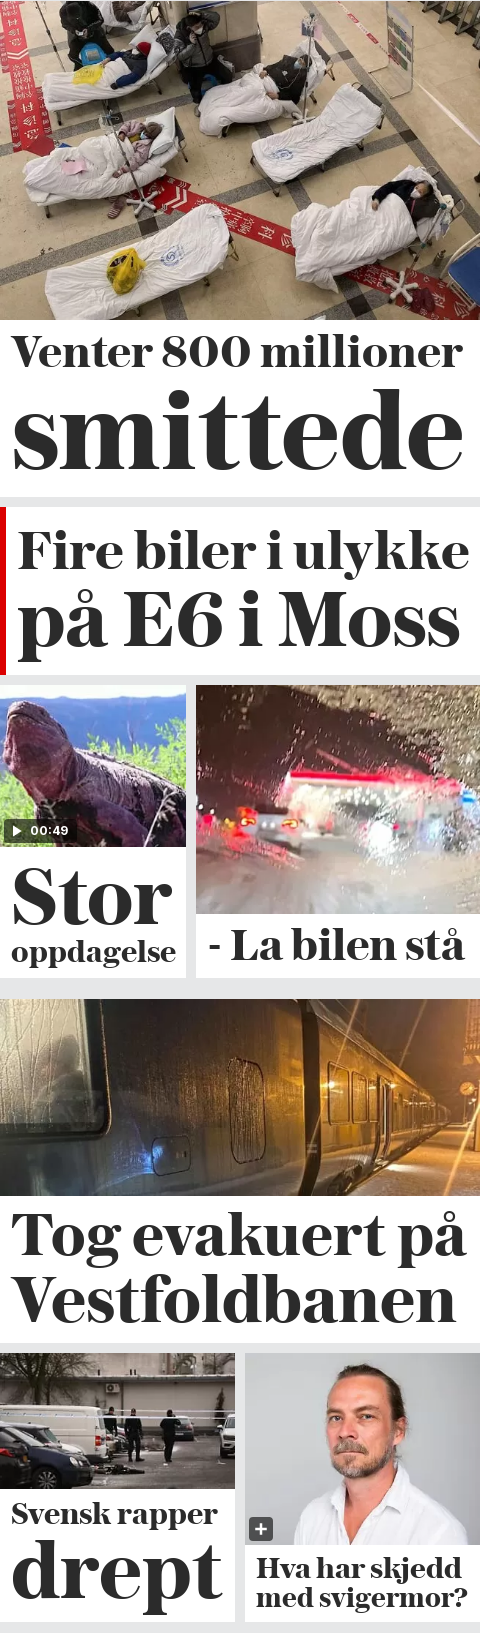 Venter 800 millioner
smittede
Fire biler i ulykke
på E6 i Moss
00:49
Stor
oppdagelse
- La bilen stå
Tog evakuert på
Vestfoldbanen
Svensk rapper
drept
Hva har skjedd
med svigermor?